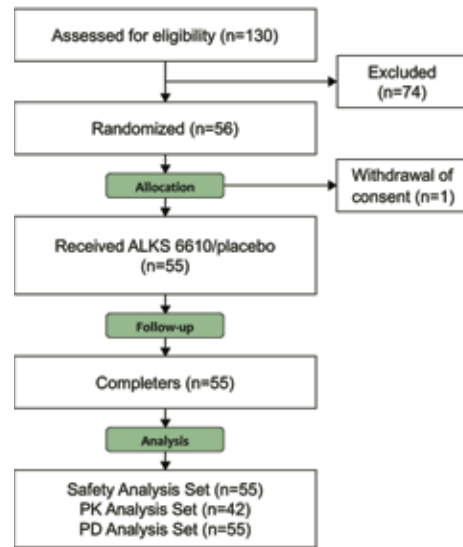 Assessed for eligibility (n=130)
Excluded
(n=74)
Randomized (n=56)
Allocation
Withdrawal of
consent (n=1)
Received ALKS 6610/placebo
(n=55)
Follow-up
Completers (n=55)
Analysis
Safety Analysis Set (n=55)
PK Analysis Set (n=42)
PD Analysis Set (n=55)